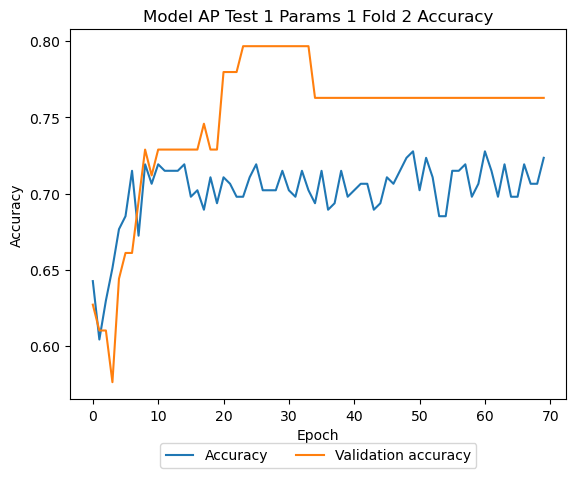 Model AP Test 1 Params 1 Fold 2 Accuracy
0.80
0.75
0.70
0.65
0.60
Accuracy
0 10 20 30 40 50 60 70
Epoch
Accuracy Validation accuracy